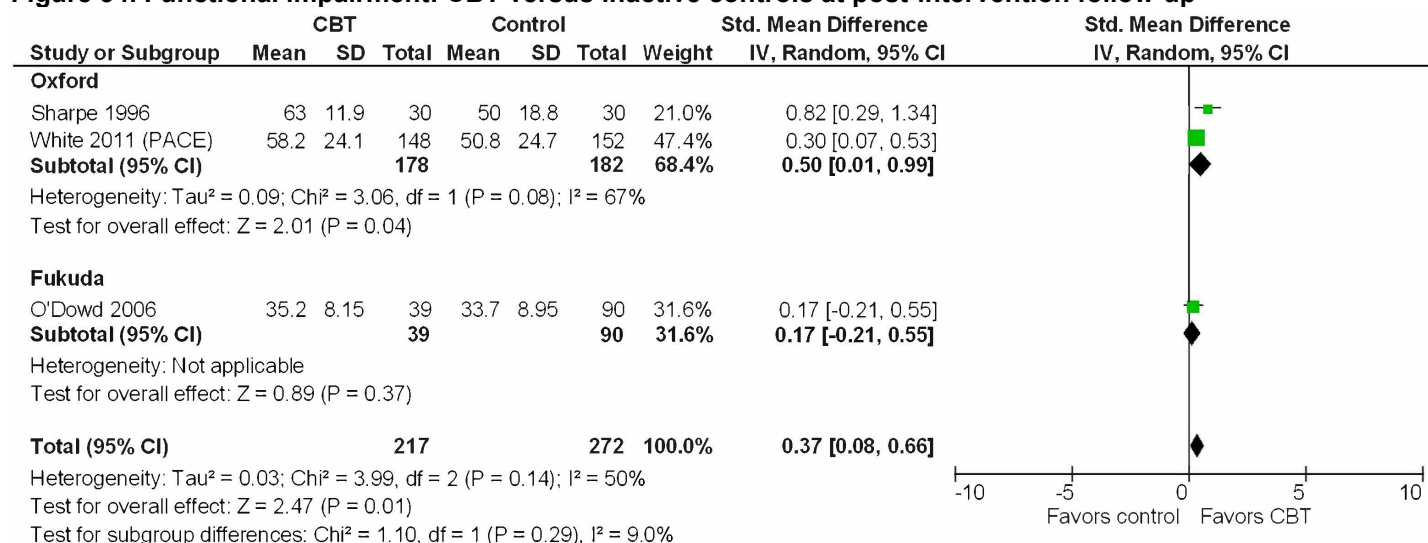 CBT Control Std. Mean Difference Std. Mean Difference
Study or Subgroup Mean SD Total Mean SD Total Weight IV, Random, 95% CI IV, Random, 95% CI
Oxford
Sharpe 1996 63 11.9 30 50 18.8 30 21.0% 0.82 [0.29, 1.34]
White 2011 (PACE) 58.2 24.1 148 50.8 24.7 152 47.4% 0.30 [0.07, 0.53]
Subtotal (95% CI) 178 182 68.4% 0.50 [0.01, 0.99]
Heterogeneity: Tau² = 0.09; Chi² = 3.06, df = 1 (P = 0.08); I² = 67%
Test for overall effect: Z = 2.01 (P = 0.04)
Fukuda
O'Dowd 2006 35.2 8.15 39 33.7 8.95 90 31.6% 0.17 [-0.21, 0.55]
Subtotal (95% CI) 39 90 31.6% 0.17 [-0.21, 0.55]
Heterogeneity: Not applicable
Test for overall effect: Z = 0.89 (P = 0.37)
Total (95% CI) 217 272 100.0% 0.37 [0.08, 0.66]
Heterogeneity: Tau² = 0.03; Chi² = 3.99, df = 2 (P = 0.14); I² = 50%
Test for overall effect: Z = 2.47 (P = 0.01)
Test for subgroup differences: Chi² = 1.10, df = 1 (P = 0.29), I² = 9.0%
-10 -5 0 5 10
Favors control Favors CBT